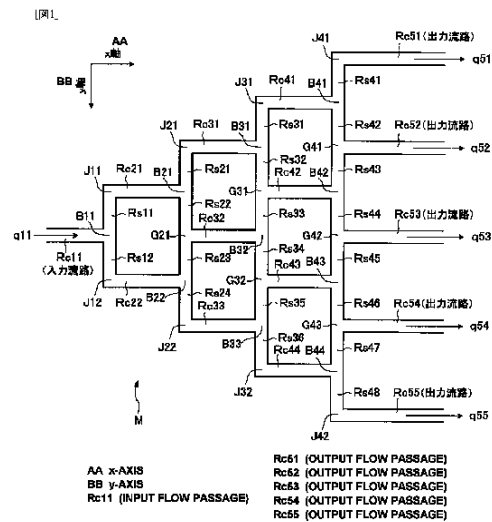 [図1]
AA
x軸
BB y軸
J41
Rc51(出力流路)
q51
J31
Rc41
B41
Rs41
J21
Rc31
B31
Rs31
Rs42
Rc52(出力流路)
G41
q52
J11
Rc21
B21
Rs21
Rs32
Rc42
B42
Rs43
Rs22
G31
Rc32
B11
Rs11
Rs33
Rs44
Rc53(出力流路)
q11
G21
B32
G42
q53
Rc11
(入力流路)
Rs12
Rs23
Rs34
Rc43
B43
Rs45
J12
Rc22
B22
Rs24
Rc33
G32
Rs35
Rs46
Rc54(出力流路)
G43
q54
J22
B33
Rs36
Rc44
B44
Rs47
J32
Rs48
Rc55(出力流路)
q55
M
J42
AA x-AXIS
BB y-AXIS
Rc11 (INPUT FLOW PASSAGE)
Rc51 (OUTPUT FLOW PASSAGE)
Rc52 (OUTPUT FLOW PASSAGE)
Rc53 (OUTPUT FLOW PASSAGE)
Rc54 (OUTPUT FLOW PASSAGE)
Rc55 (OUTPUT FLOW PASSAGE)